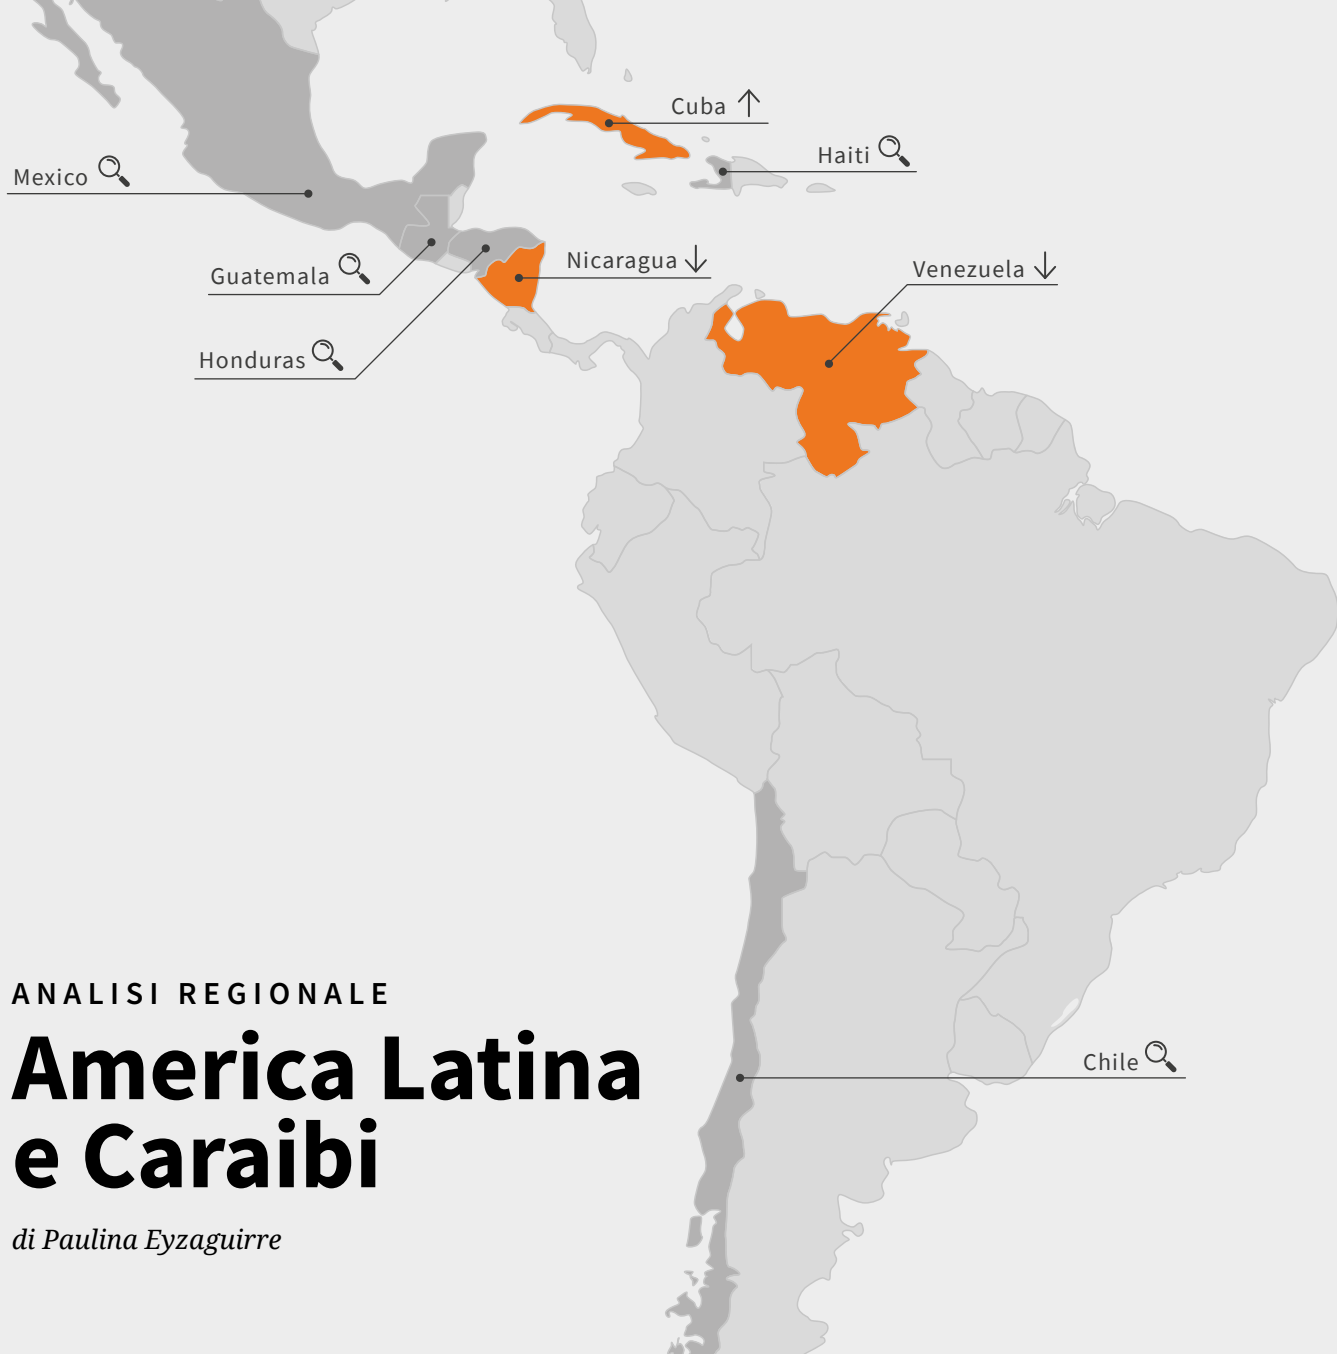 Cuba
Haiti
Mexico
Nicaragua
Venezuela
Guatemala
Honduras
ANALISI REGIONALE
America Latina
e Caraibi
Chile
di Paulina Eyzaguirre